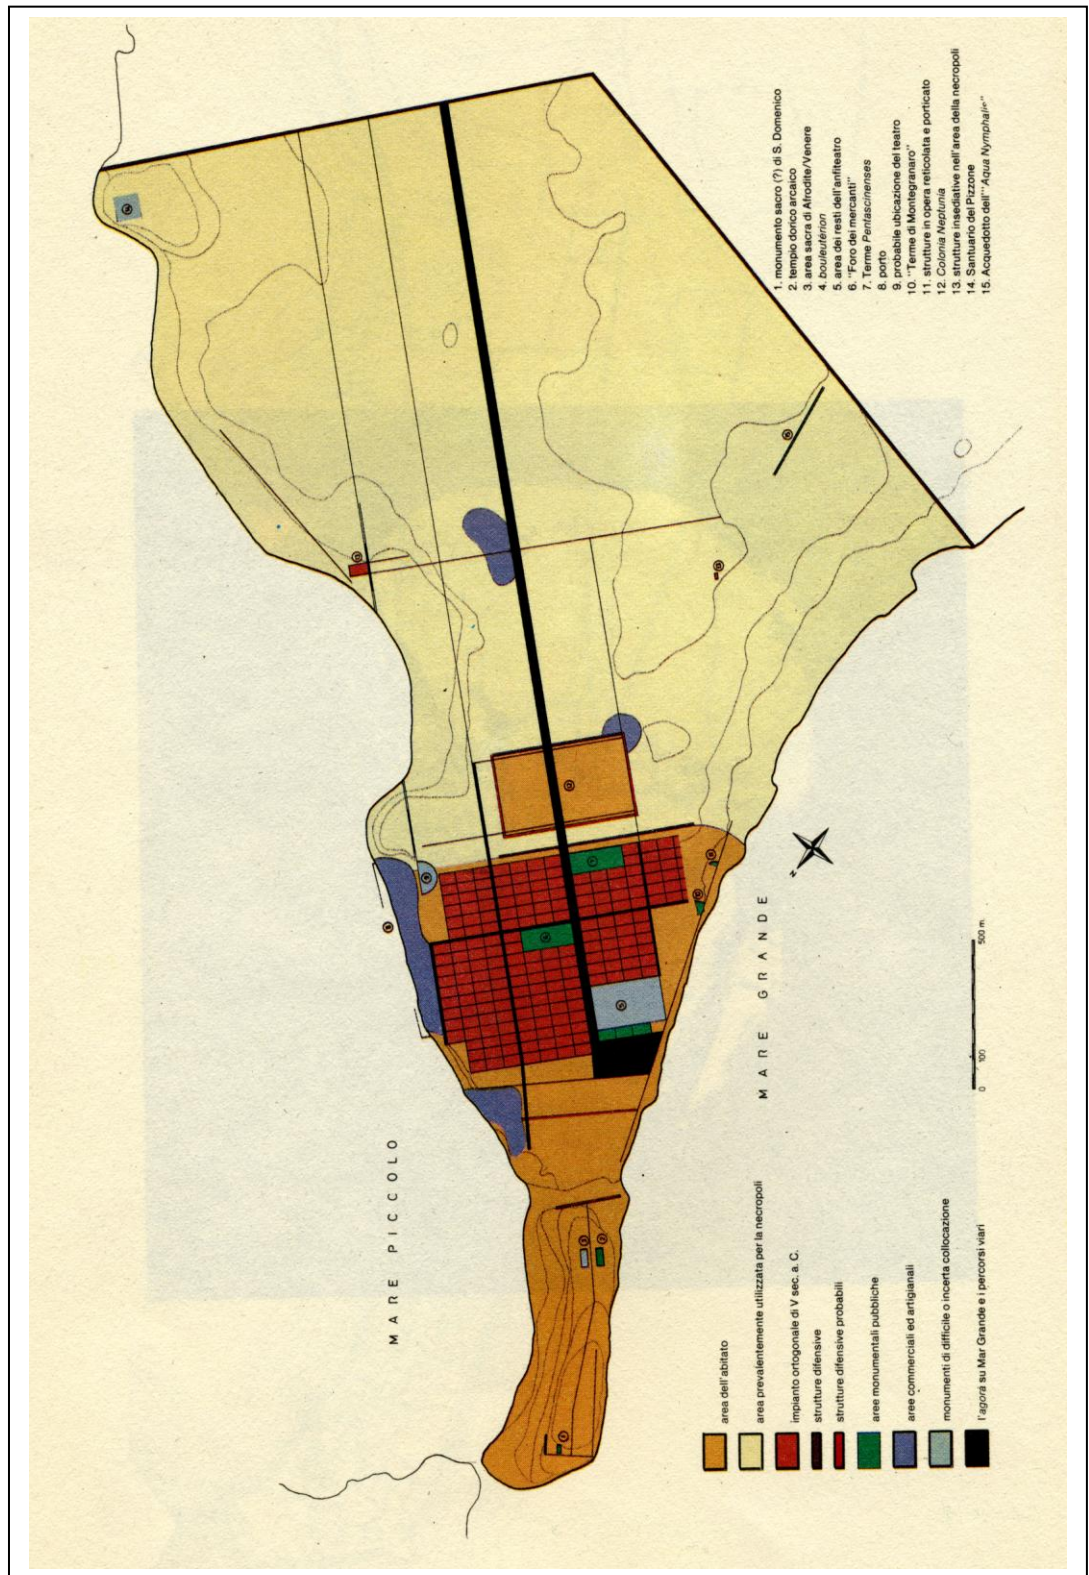 1. monumento sacro (?) di S. Domenico
2. tempio dorico arcaico
3. area sacra di Afrodite/Venere
4. bouleutérion
5. area dei resti dell'anfiteatro
6. "Foro dei mercanti"
7. Terme Pentascinenses
8. porto
9. probabile ubicazione del teatro
10. "Terme di Montegranaro"
11. strutture in opera reticolata e porticato
12. Colonia Neptunia
13. strutture insediative nell'area della necropoli
14. Santuario del Pizzone
15. Acquedotto dell'"Aqua Nymphalis"
MARE PICCOLO
MARE GRANDE
N
0 100 500 m.
area dell'abitato
area prevalentemente utilizzata per la necropoli
impianto ortogonale di V sec. a. C.
strutture difensive
strutture difensive probabili
aree monumentali pubbliche
aree commerciali ed artigianali
monumenti di difficile o incerta collocazione
l'agorà su Mar Grande e i percorsi viari